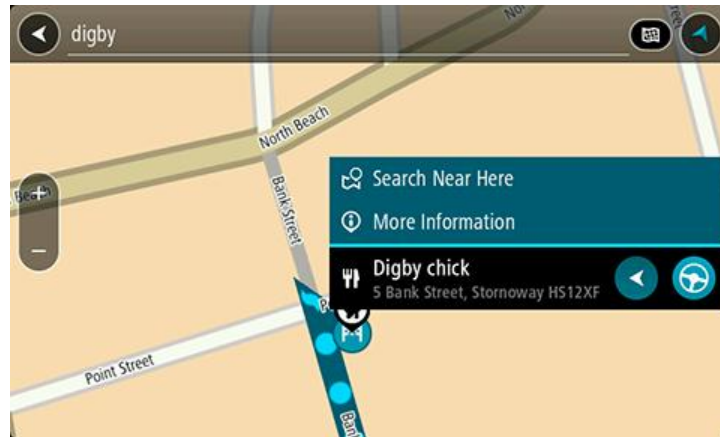 digby
North Beach
Bank Street
Search Near Here
More Information
Digby chick
5 Bank Street, Stornoway HS12XF
Point Street